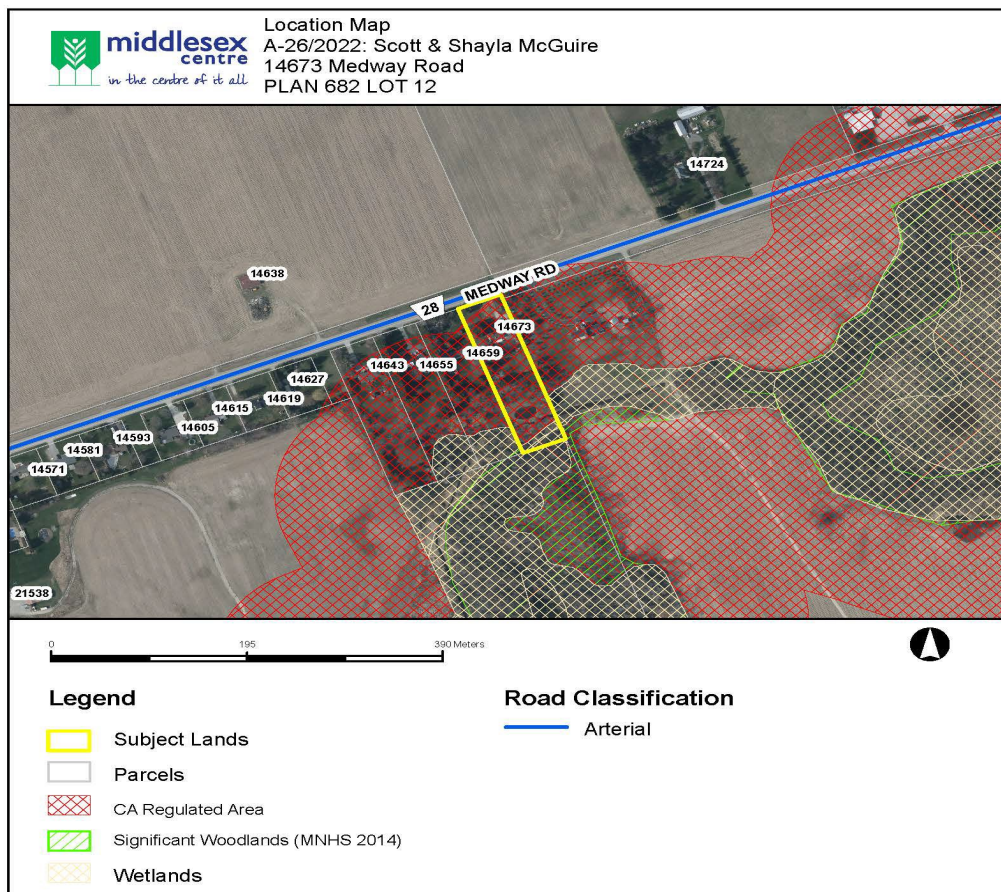 middlesex
centre
in the centre of it all
Location Map
A-26/2022: Scott & Shayla McGuire
14673 Medway Road
PLAN 682 LOT 12
14724
14638
28
MEDWAY RD
14673
14659
14643
14655
14627
14619
14615
14605
14593
14581
14571
21538
0 195 390 Meters
Legend
Subject Lands
Parcels
CA Regulated Area
Significant Woodlands (MNHS 2014)
Wetlands
Road Classification
Arterial